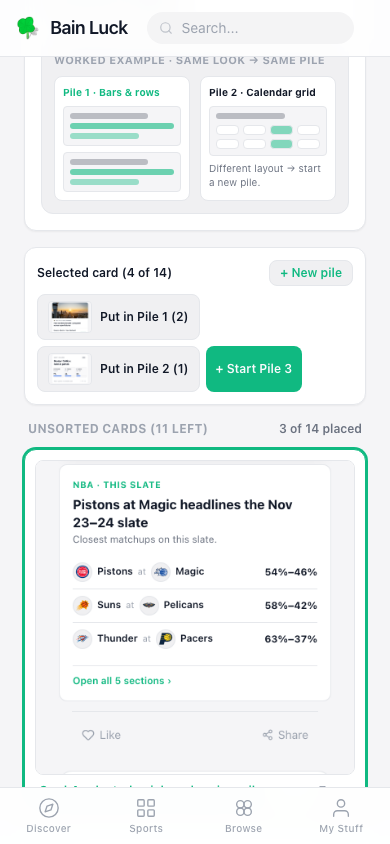 Bain Luck
Search...
WORKED EXAMPLE · SAME LOOK → SAME PILE
Pile 1 · Bars & rows
Pile 2 · Calendar grid
Different layout → start
a new pile.
Selected card (4 of 14)
+ New pile
Put in Pile 1 (2)
Put in Pile 2 (1)
+ Start Pile 3
UNSORTED CARDS (11 LEFT)
3 of 14 placed
NBA · THIS SLATE
Pistons at Magic headlines the Nov
23–24 slate
Closest matchups on this slate.
Pistons at Magic 54%–46%
Suns at Pelicans 58%–42%
Thunder at Pacers 63%–37%
Open all 5 sections ›
Like
Share
Discover
Sports
Browse
My Stuff